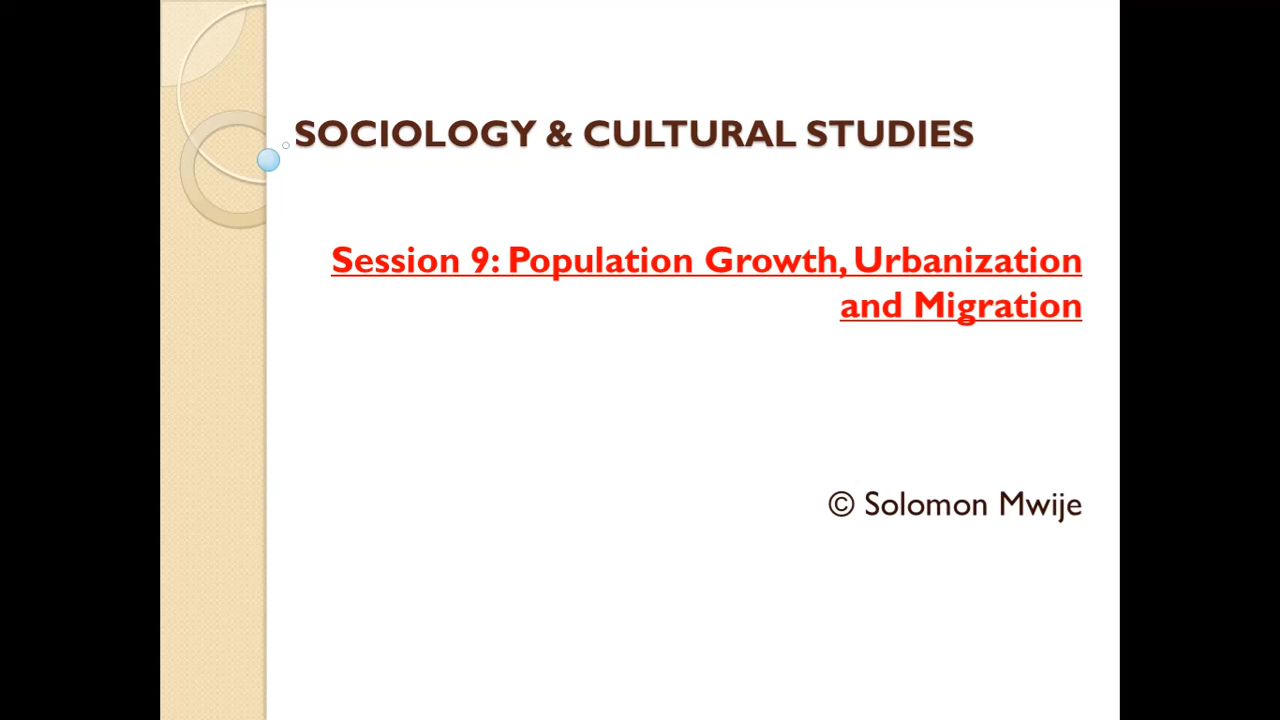 SOCIOLOGY & CULTURAL STUDIES
Session 9: Population Growth, Urbanization
and Migration
© Solomon Mwije